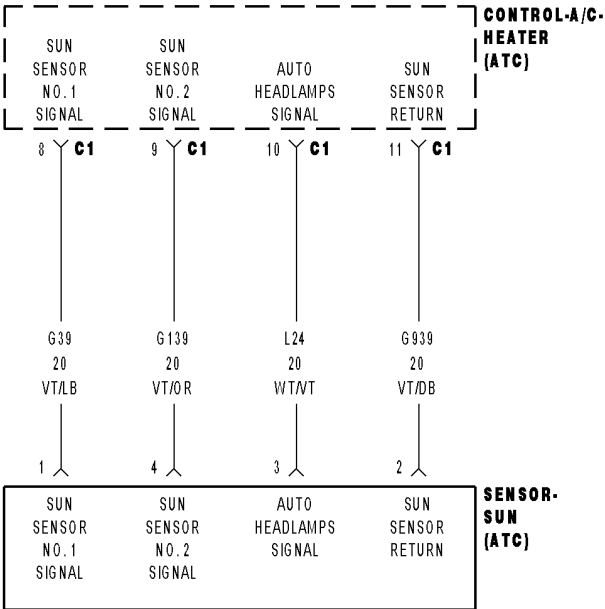 CONTROL-A/C-
HEATER
(ATC)
SUN
SENSOR
NO.1
SIGNAL
SUN
SENSOR
NO.2
SIGNAL
AUTO
HEADLAMPS
SIGNAL
SUN
SENSOR
RETURN
8 C1
9 C1
10 C1
11 C1
G39
20
VT/LB
G139
20
VT/OR
L24
20
WT/VT
G939
20
VT/DB
1
4
3
2
SUN
SENSOR
NO.1
SIGNAL
SUN
SENSOR
NO.2
SIGNAL
AUTO
HEADLAMPS
SIGNAL
SUN
SENSOR
RETURN
SENSOR-
SUN
(ATC)